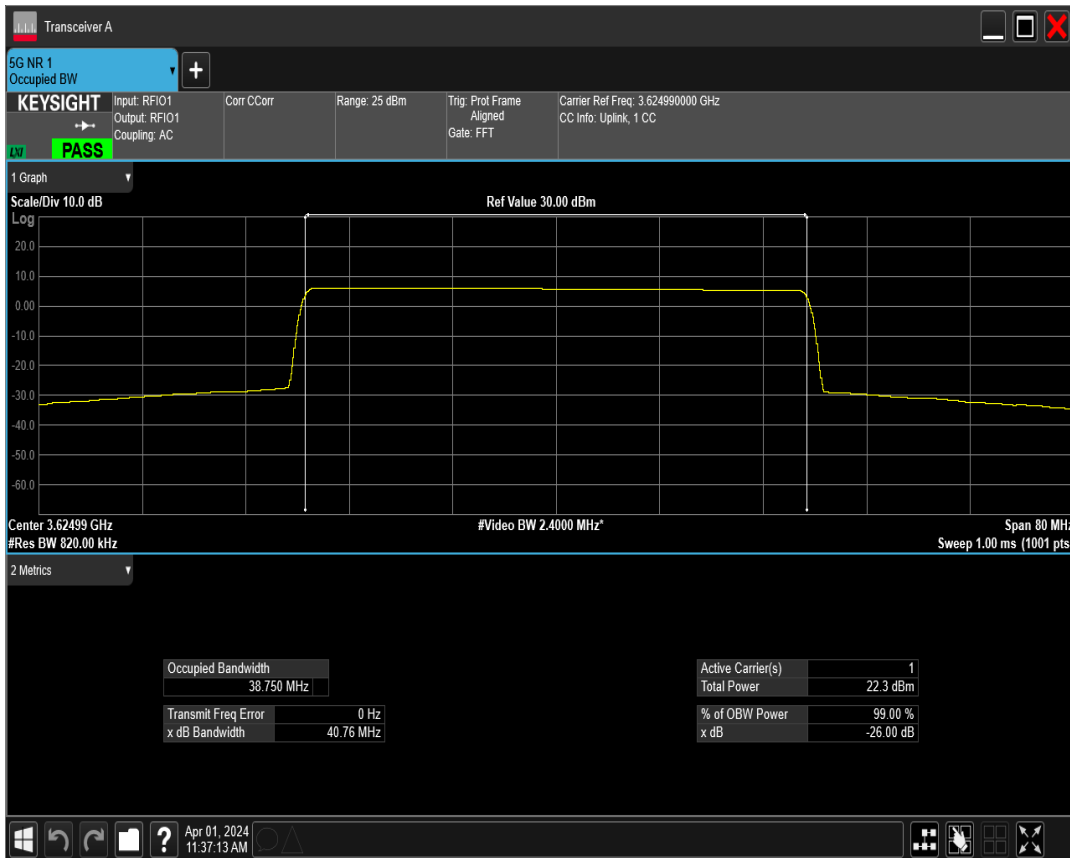 Transceiver A
5G NR 1
Occupied BW
KEYSIGHT
LXI
PASS
Input: RFIO1
Output: RFIO1
Coupling: AC
Corr CCorr
Range: 25 dBm
Trig: Prot Frame
Aligned
Gate: FFT
Carrier Ref Freq: 3.624990000 GHz
CC Info: Uplink, 1 CC
1 Graph
Scale/Div 10.0 dB
Ref Value 30.00 dBm
Log
20.0
10.0
0.00
-10.0
-20.0
-30.0
-40.0
-50.0
-60.0
Center 3.62499 GHz
#Video BW 2.4000 MHz*
Span 80 MHz
#Res BW 820.00 kHz
Sweep 1.00 ms (1001 pts
2 Metrics
Occupied Bandwidth
38.750 MHz
Transmit Freq Error 0 Hz
x dB Bandwidth 40.76 MHz
Active Carrier(s) 1
Total Power 22.3 dBm
% of OBW Power 99.00 %
x dB -26.00 dB
?
Apr 01, 2024
11:37:13 AM